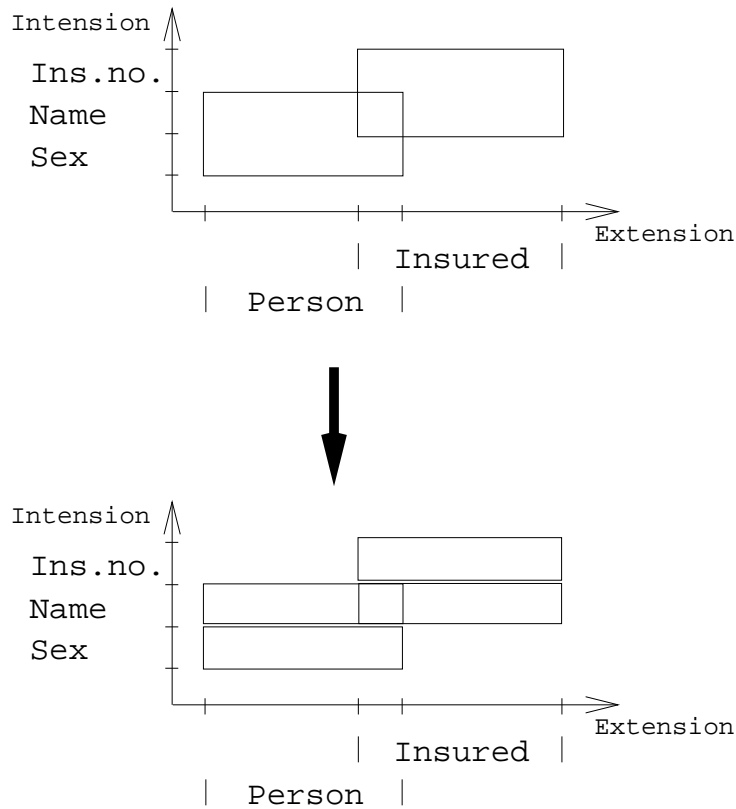 Intension
Ins.no.
Name
Sex
Extension
Insured
Person
Intension
Ins.no.
Name
Sex
Extension
Insured
Person